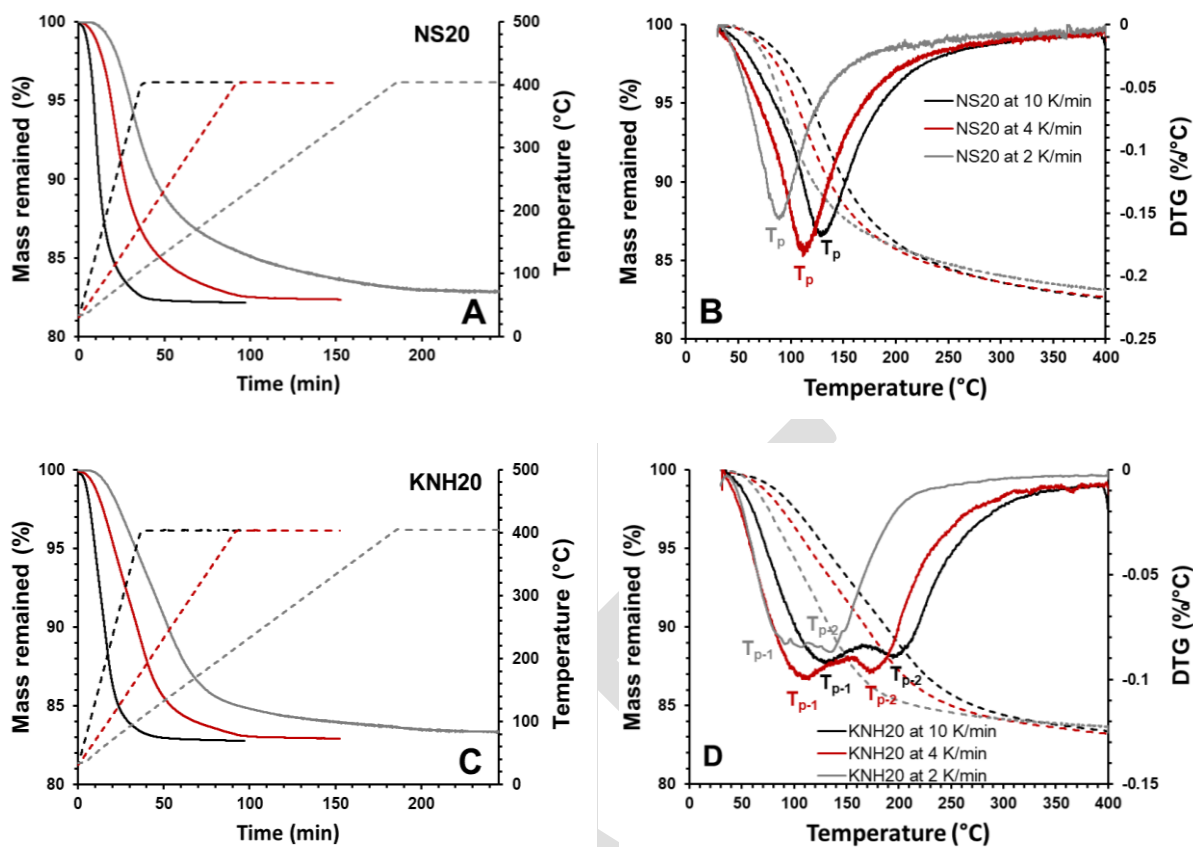 NS20
Mass remained (%)
100
95
90
85
80
500
400
300
200
100
0
Temperature (°C)
0 50 100 150 200
Time (min)
A
Mass remained (%)
100
95
90
85
80
0
-0.05
-0.1
-0.15
-0.2
-0.25
DTG (%/°C)
NS20 at 10 K/min
NS20 at 4 K/min
NS20 at 2 K/min
Tp
Tp
Tp
0 50 100 150 200 250 300 350 400
Temperature (°C)
B
KNH20
Mass remained (%)
100
95
90
85
80
500
400
300
200
100
0
Temperature (°C)
0 50 100 150 200
Time (min)
C
Mass remained (%)
100
95
90
85
80
0
-0.05
-0.1
-0.15
DTG (%/°C)
Tp-1
Tp-2
Tp-1
Tp-2
Tp-1
Tp-2
KNH20 at 10 K/min
KNH20 at 4 K/min
KNH20 at 2 K/min
0 50 100 150 200 250 300 350 400
Temperature (°C)
D